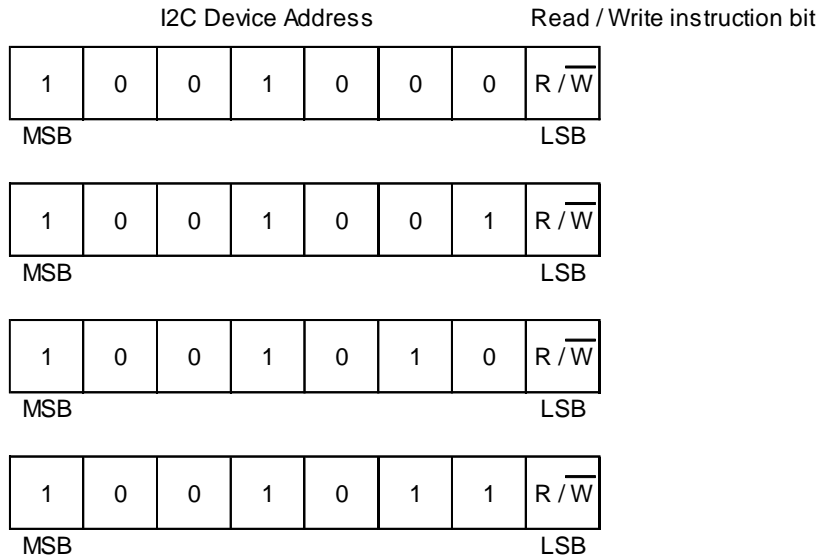 I2C Device Address Read / Write instruction bit
1 0 0 1 0 0 0 R / W̅
MSB LSB
1 0 0 1 0 0 1 R / W̅
MSB LSB
1 0 0 1 0 1 0 R / W̅
MSB LSB
1 0 0 1 0 1 1 R / W̅
MSB LSB